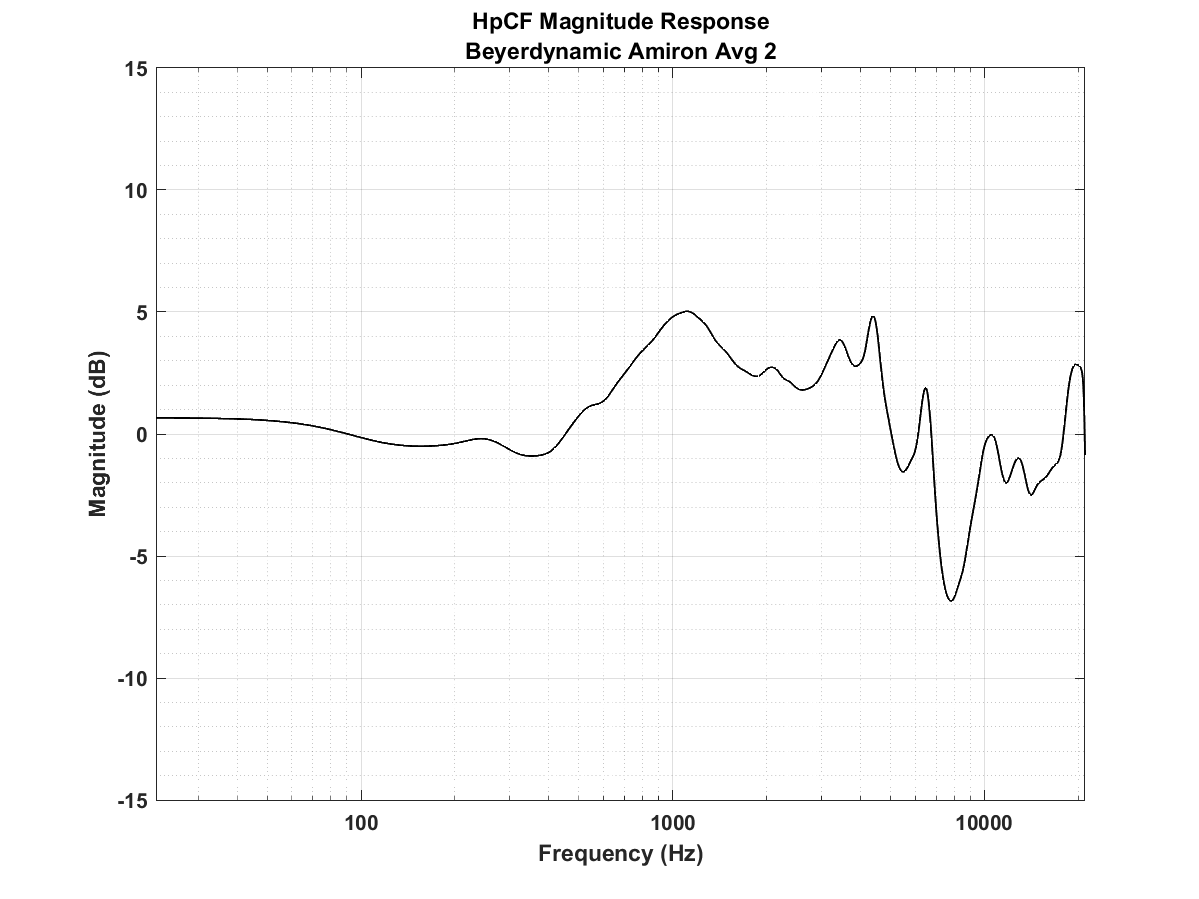 HpCF Magnitude Response
Beyerdynamic Amiron Avg 2
15
10
5
0
-5
-10
-15
Magnitude (dB)
100 1000 10000
Frequency (Hz)